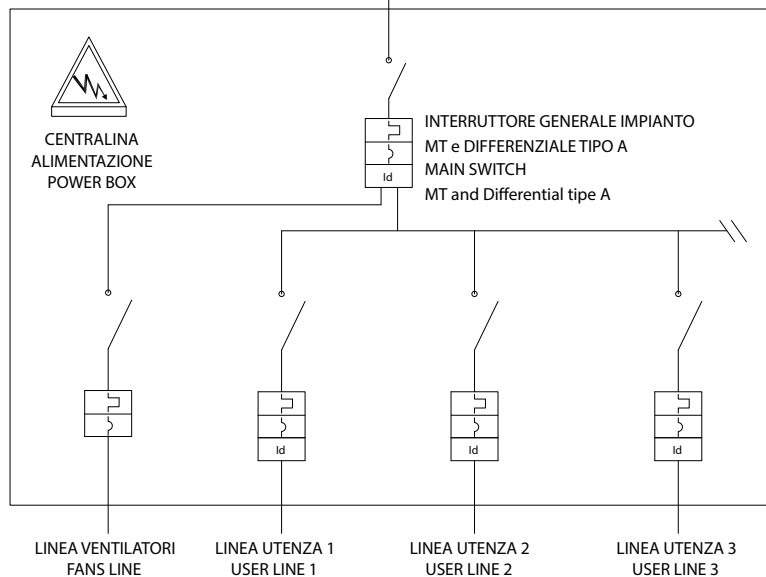 CENTRALINA
ALIMENTAZIONE
POWER BOX
INTERRUTTORE GENERALE IMPIANTO
MT e DIFFERENZIALE TIPO A
MAIN SWITCH
MT and Differential tipe A
Id
Id
Id
Id
LINEA VENTILATORI
FANS LINE
LINEA UTENZA 1
USER LINE 1
LINEA UTENZA 2
USER LINE 2
LINEA UTENZA 3
USER LINE 3